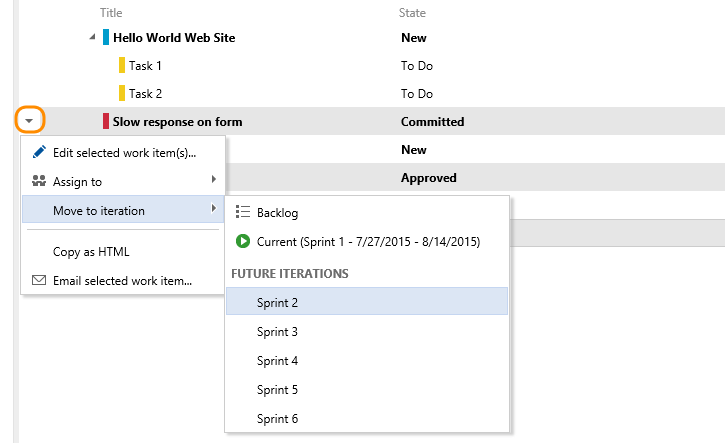 Title State
Hello World Web Site New
Task 1 To Do
Task 2 To Do
Slow response on form Committed
New
Approved
Edit selected work item(s)...
Assign to
Move to iteration
Copy as HTML
Email selected work item...
Backlog
Current (Sprint 1 - 7/27/2015 - 8/14/2015)
FUTURE ITERATIONS
Sprint 2
Sprint 3
Sprint 4
Sprint 5
Sprint 6